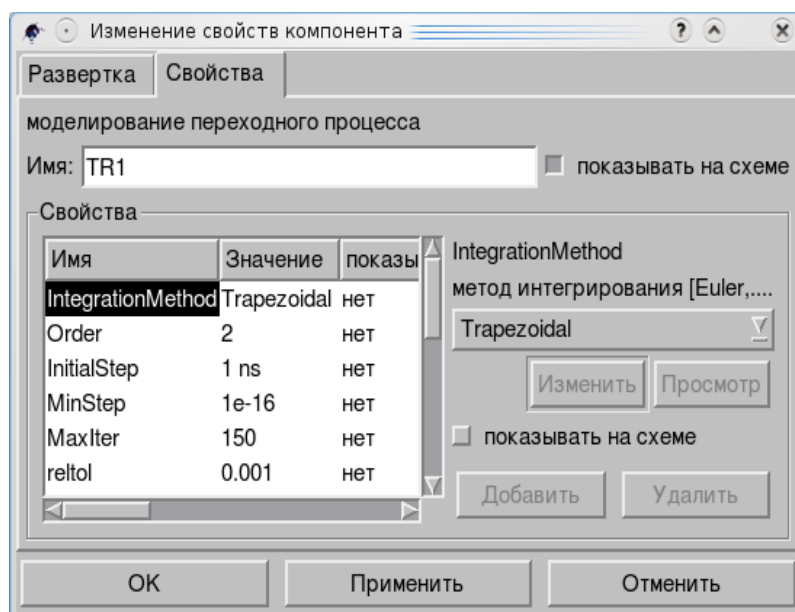 Изменение свойств компонента
Развертка Свойства
моделирование переходного процесса
Имя: TR1 показывать на схеме
Свойства
Имя Значение показы
IntegrationMethod Trapezoidal нет
Order 2 нет
InitialStep 1 ns нет
MinStep 1e-16 нет
MaxIter 150 нет
reltol 0.001 нет
IntegrationMethod
метод интегрирования [Euler,....
Trapezoidal
Изменить Просмотр
показывать на схеме
Добавить Удалить
OK Применить Отменить